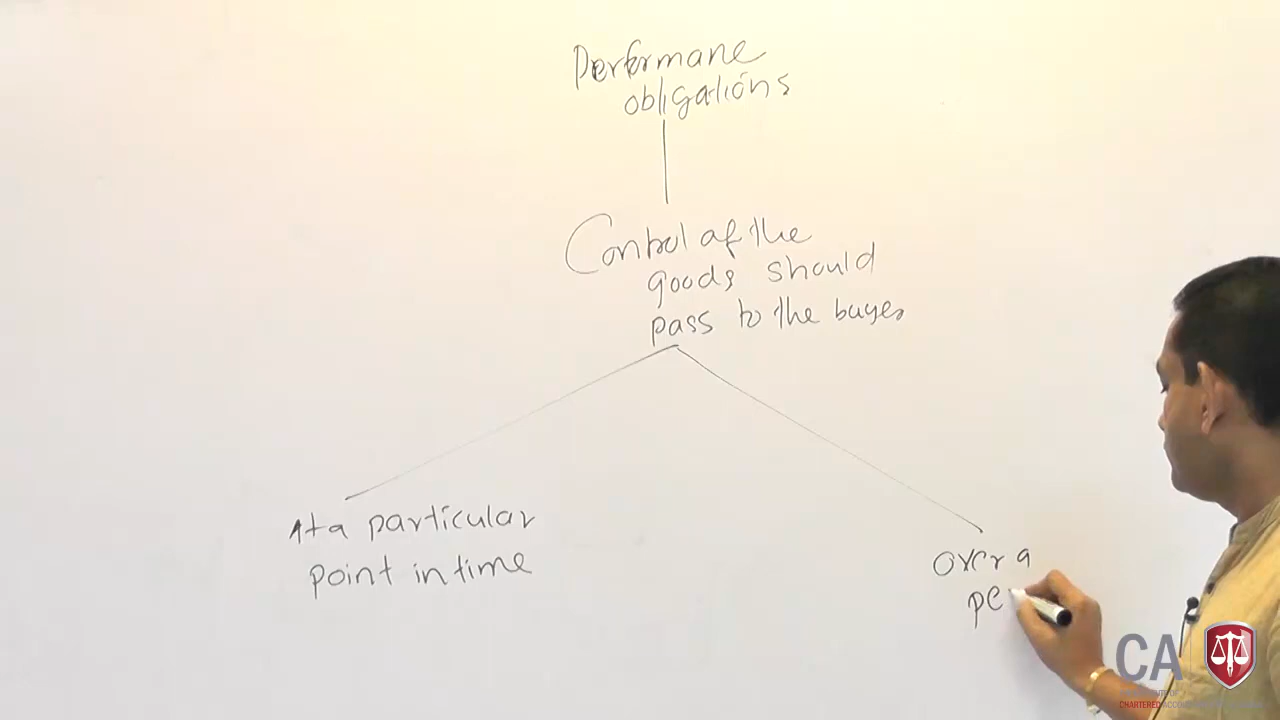 Performane
obligations
Control of the
goods should
pass to the buyer
At a particular
point in time
over a
pe
CA
CHARTERED